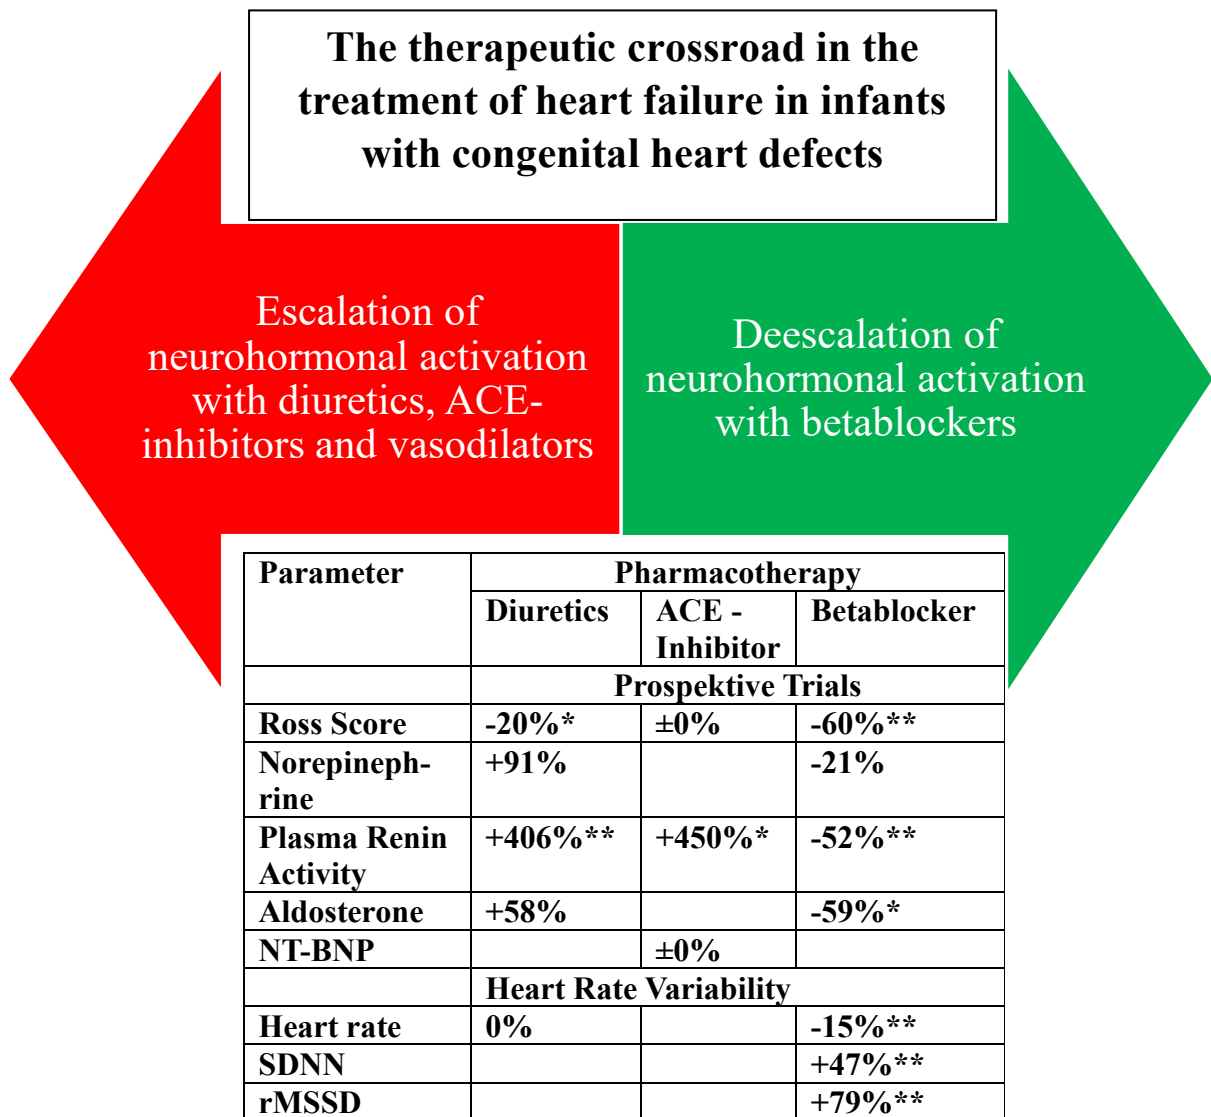 The therapeutic crossroad in the
treatment of heart failure in infants
with congenital heart defects
Escalation of
neurohormonal activation
with diuretics, ACE-
inhibitors and vasodilators
Deescalation of
neurohormonal activation
with betablockers
Parameter Pharmacotherapy
Diuretics ACE - Betablocker
Inhibitor
Prospektive Trials
Ross Score -20%* ±0% -60%**
Norepineph- +91% -21%
rine
Plasma Renin +406%** +450%* -52%**
Activity
Aldosterone +58% -59%*
NT-BNP ±0%
Heart Rate Variability
Heart rate 0% -15%**
SDNN +47%**
rMSSD +79%**